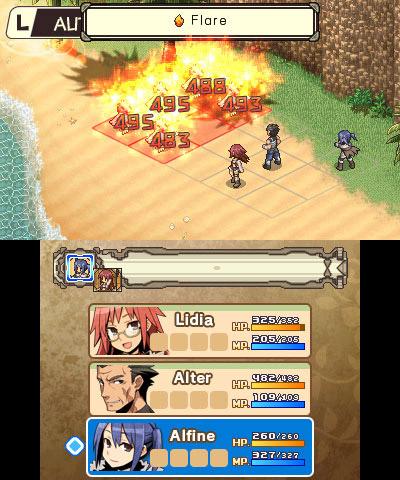 L AUT
Flare
488
495
493
495
483
Lidia
HP. 325/352
MP. 205/205
Alter
HP. 482/482
MP. 109/109
Alfine
HP. 260/260
MP. 327/327